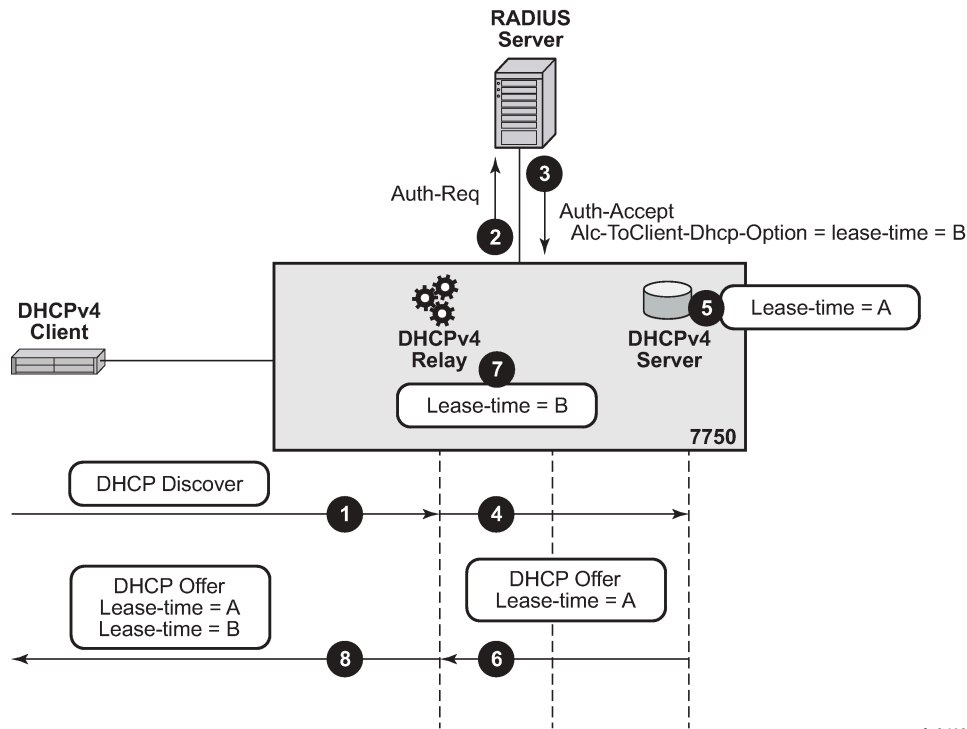 RADIUS
Server
3
Auth-Req
Auth-Accept
2
Alc-ToClient-Dhcp-Option = lease-time = B
DHCPv4
Client
DHCPv4
Relay
DHCPv4
Server
5
Lease-time = A
7
Lease-time = B
7750
DHCP Discover
1
4
DHCP Offer
Lease-time = A
Lease-time = B
DHCP Offer
Lease-time = A
8
6